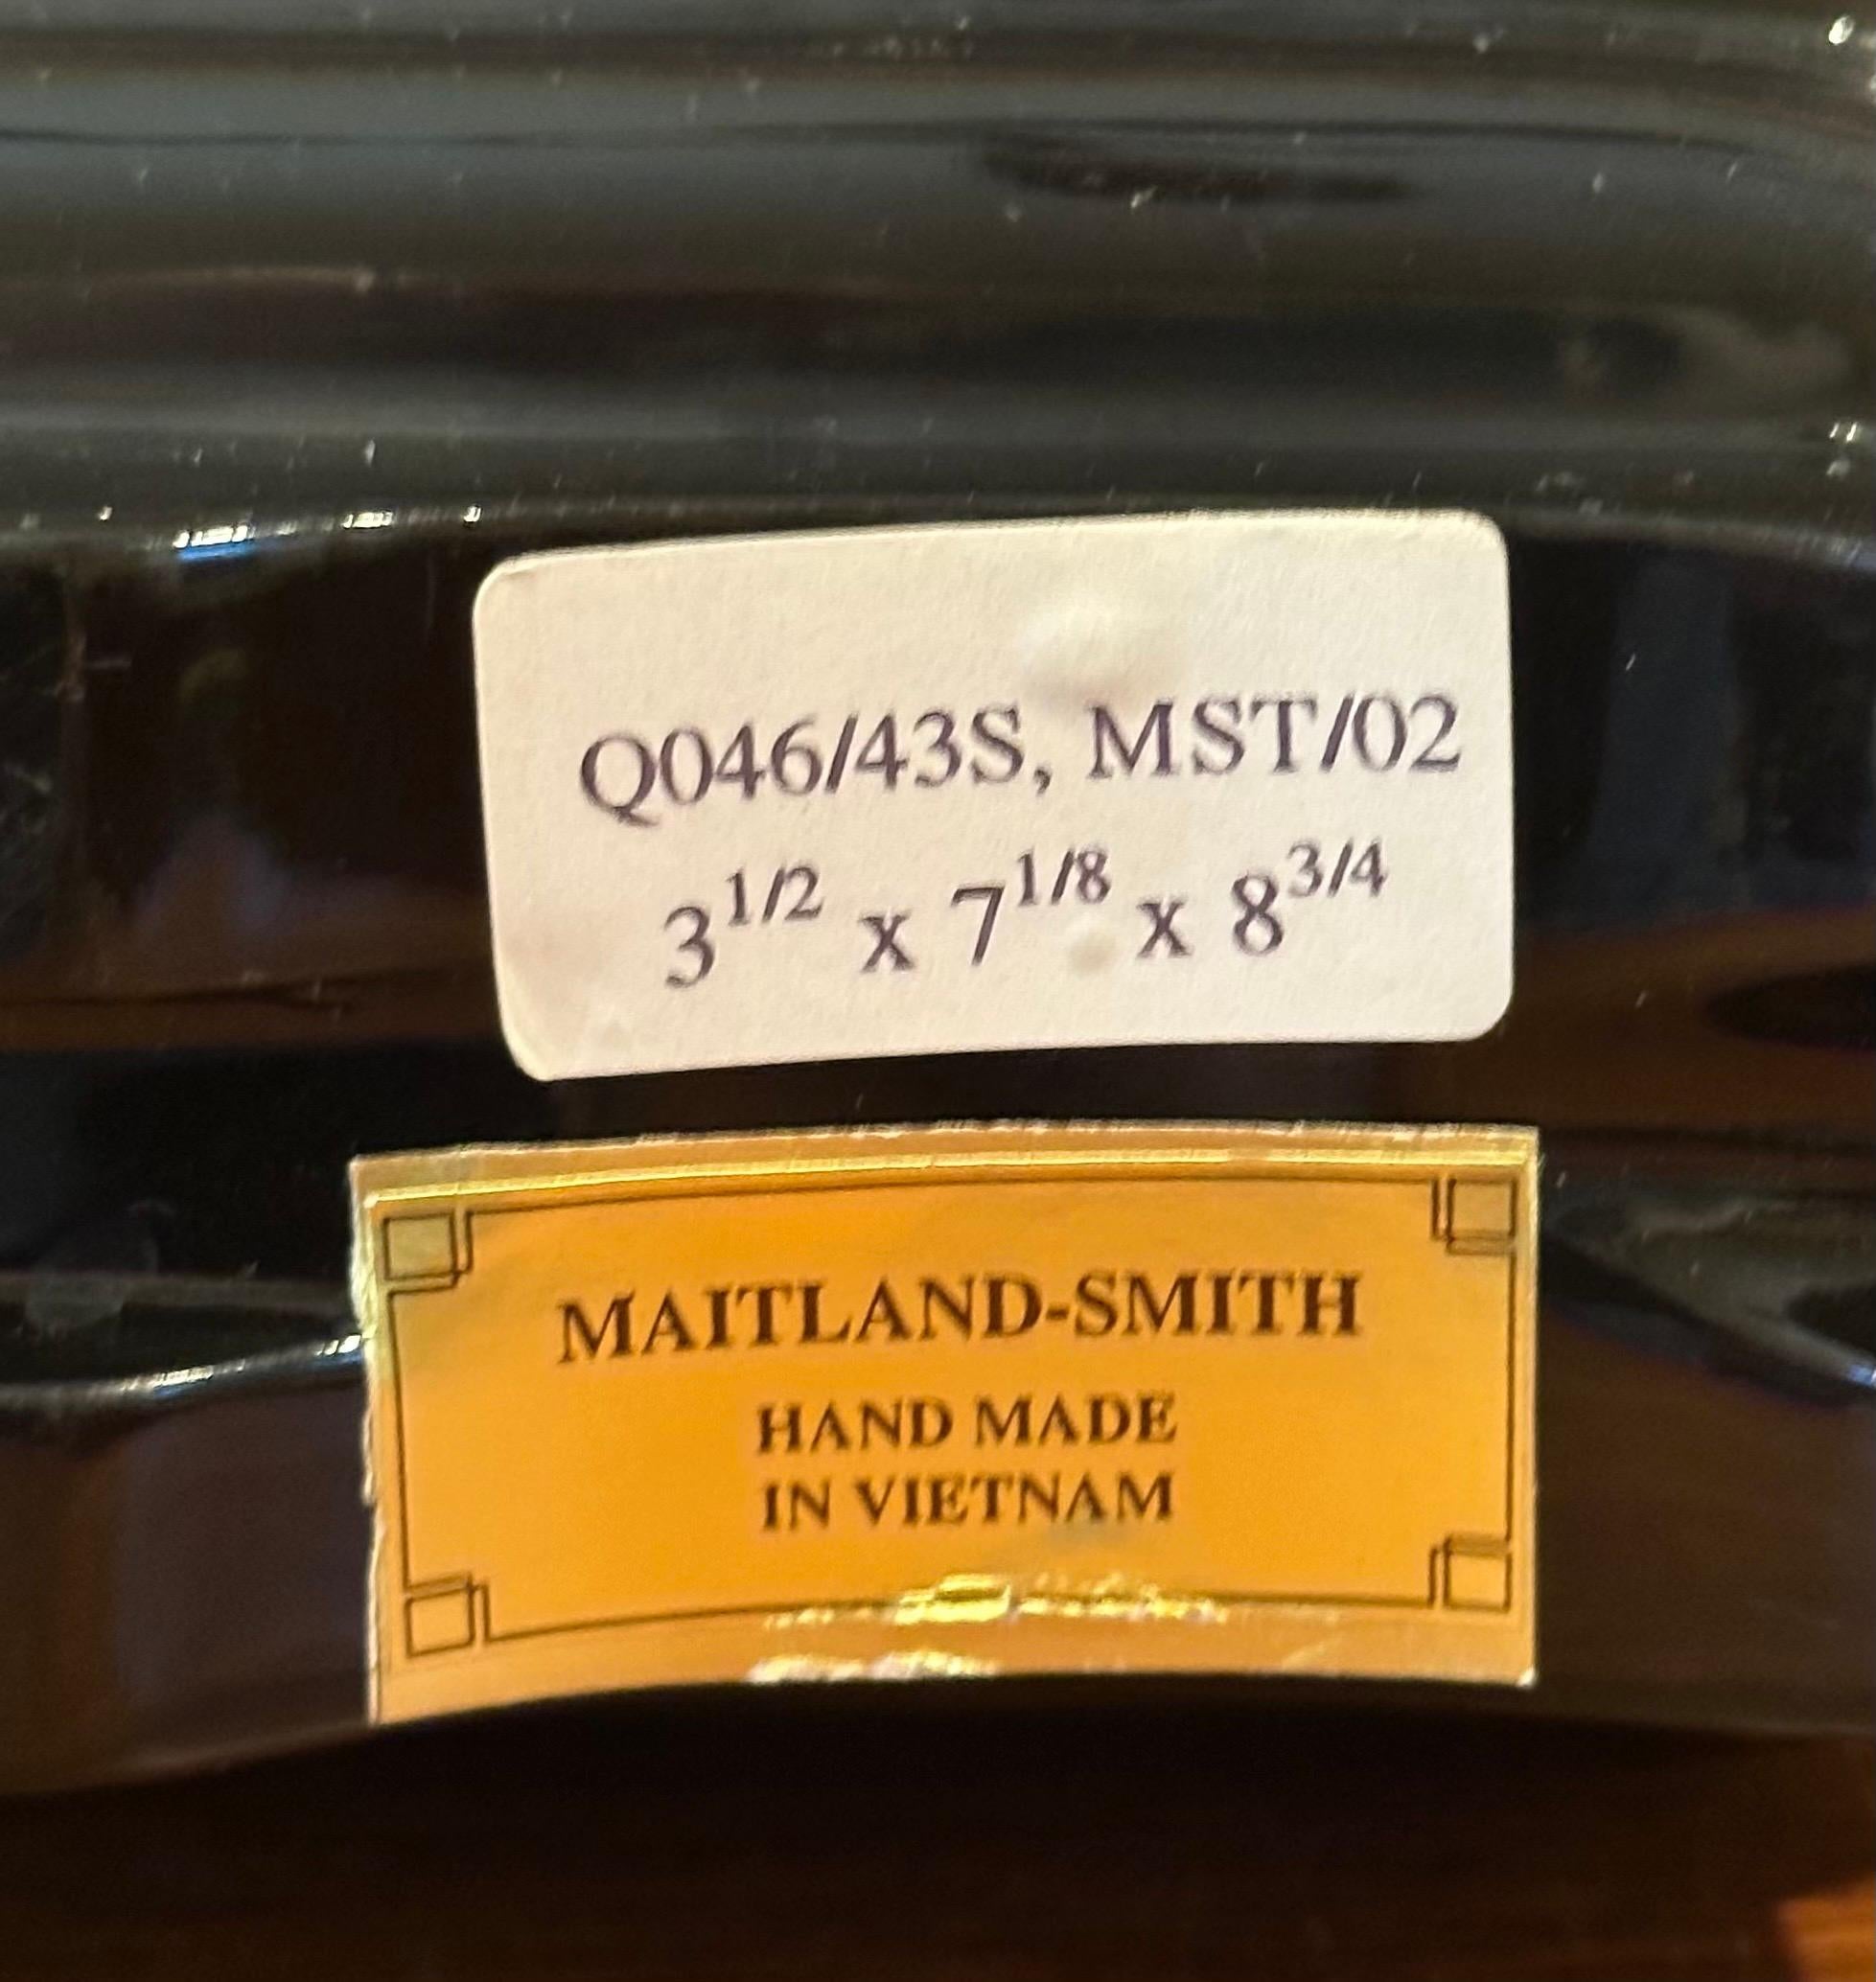 Q046/43S, MST/02
3 1/2 x 7 1/8 x 8 3/4
MAITLAND-SMITH
HAND MADE
IN VIETNAM